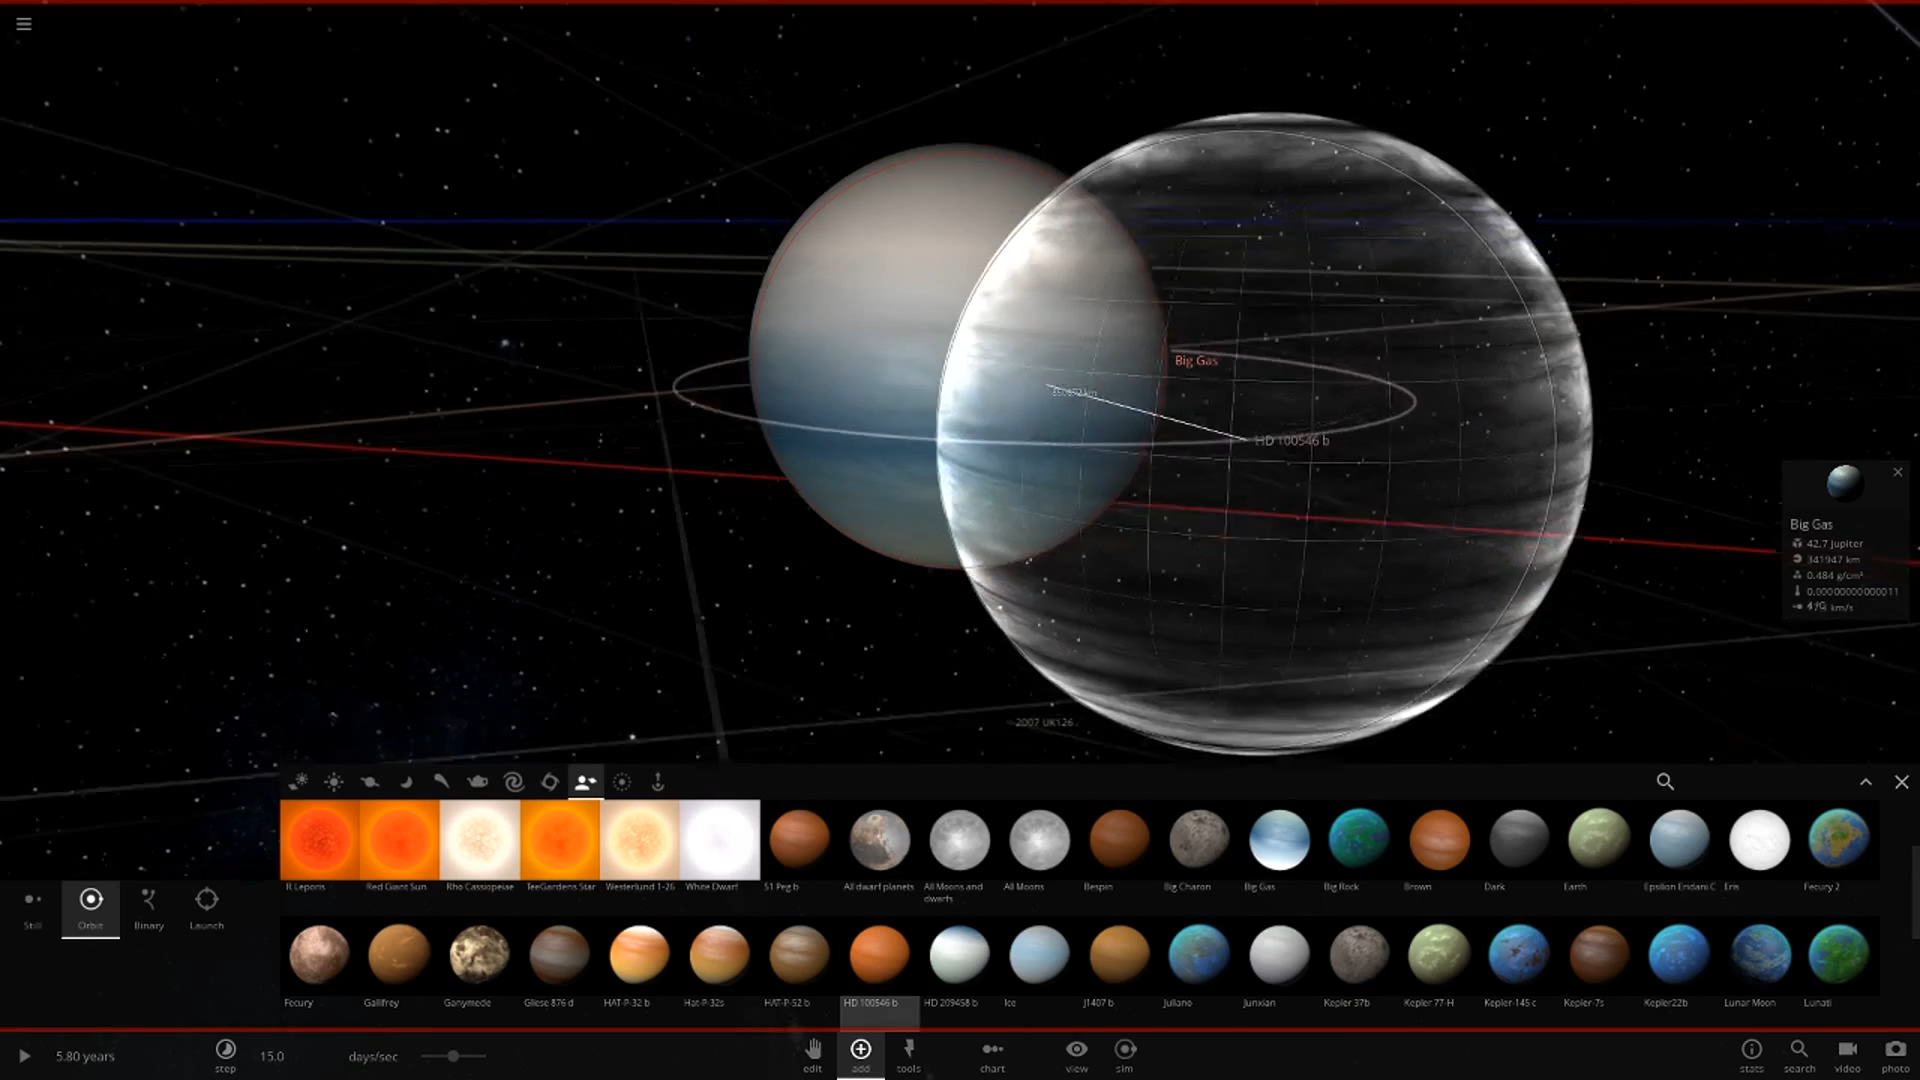 Big Gas
HD 100546 b
Big Gas
42.7 Jupiter
341947 km
0.484 g/cm³
0.00000000000011
km/s
2007 UK126
R Leporis
Red Giant Sun
Rho Cassiopeiae
TeeGardens Star
Westerlund 1-26
White Dwarf
51 Peg b
All dwarf planets
All Moons and
dwarfs
All Moons
Bespin
Big Charon
Big Gas
Big Rock
Brown
Dark
Earth
Epsilon Eridani C
Eris
Fecury 2
Still
Orbit
Binary
Launch
Fecury
Gallifrey
Ganymede
Gliese 876 d
HAT-P-32 b
Hat-P-32s
HAT-P-52 b
HD 100546 b
HD 209458 b
Ice
J1407 b
Juliano
Junxian
Kepler 37b
Kepler 77-H
Kepler-145 c
Kepler-7s
Kepler22b
Lunar Moon
Lunati
5.80 years
step
15.0
days/sec
edit
add
tools
chart
view
sim
stats
search
video
photo